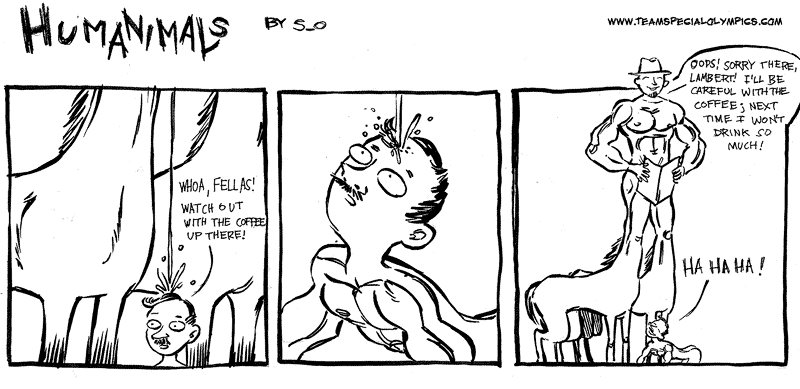 HUMANIMALS
BY S_O
WWW.TEAMSPECIALOLYMPICS.COM
WHOA, FELLAS!
WATCH OUT
WITH THE COFFEE
UP THERE!
OOPS! SORRY THERE,
LAMBERT! I'LL BE
CAREFUL WITH THE
COFFEE; NEXT
TIME I WON'T
DRINK SO
MUCH!
HA HA HA!